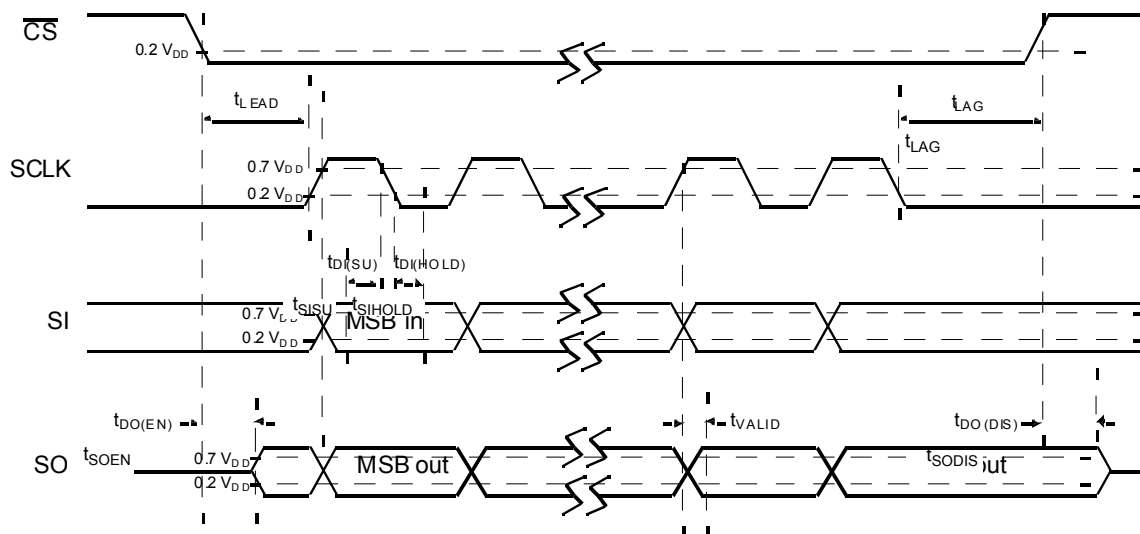 CS
0.2 VDD
tLEAD
tLAG
tLAG
SCLK
0.7 VDD
0.2 VDD
tDI(SU) tDI(HOLD)
tSISU tSIHOLD
SI
0.7 VDD
MSB in
0.2 VDD
tDO(EN)
tVALID
tDO(DIS)
tSOEN
SO
0.7 VDD
MSB out
tSODIS
out
0.2 VDD